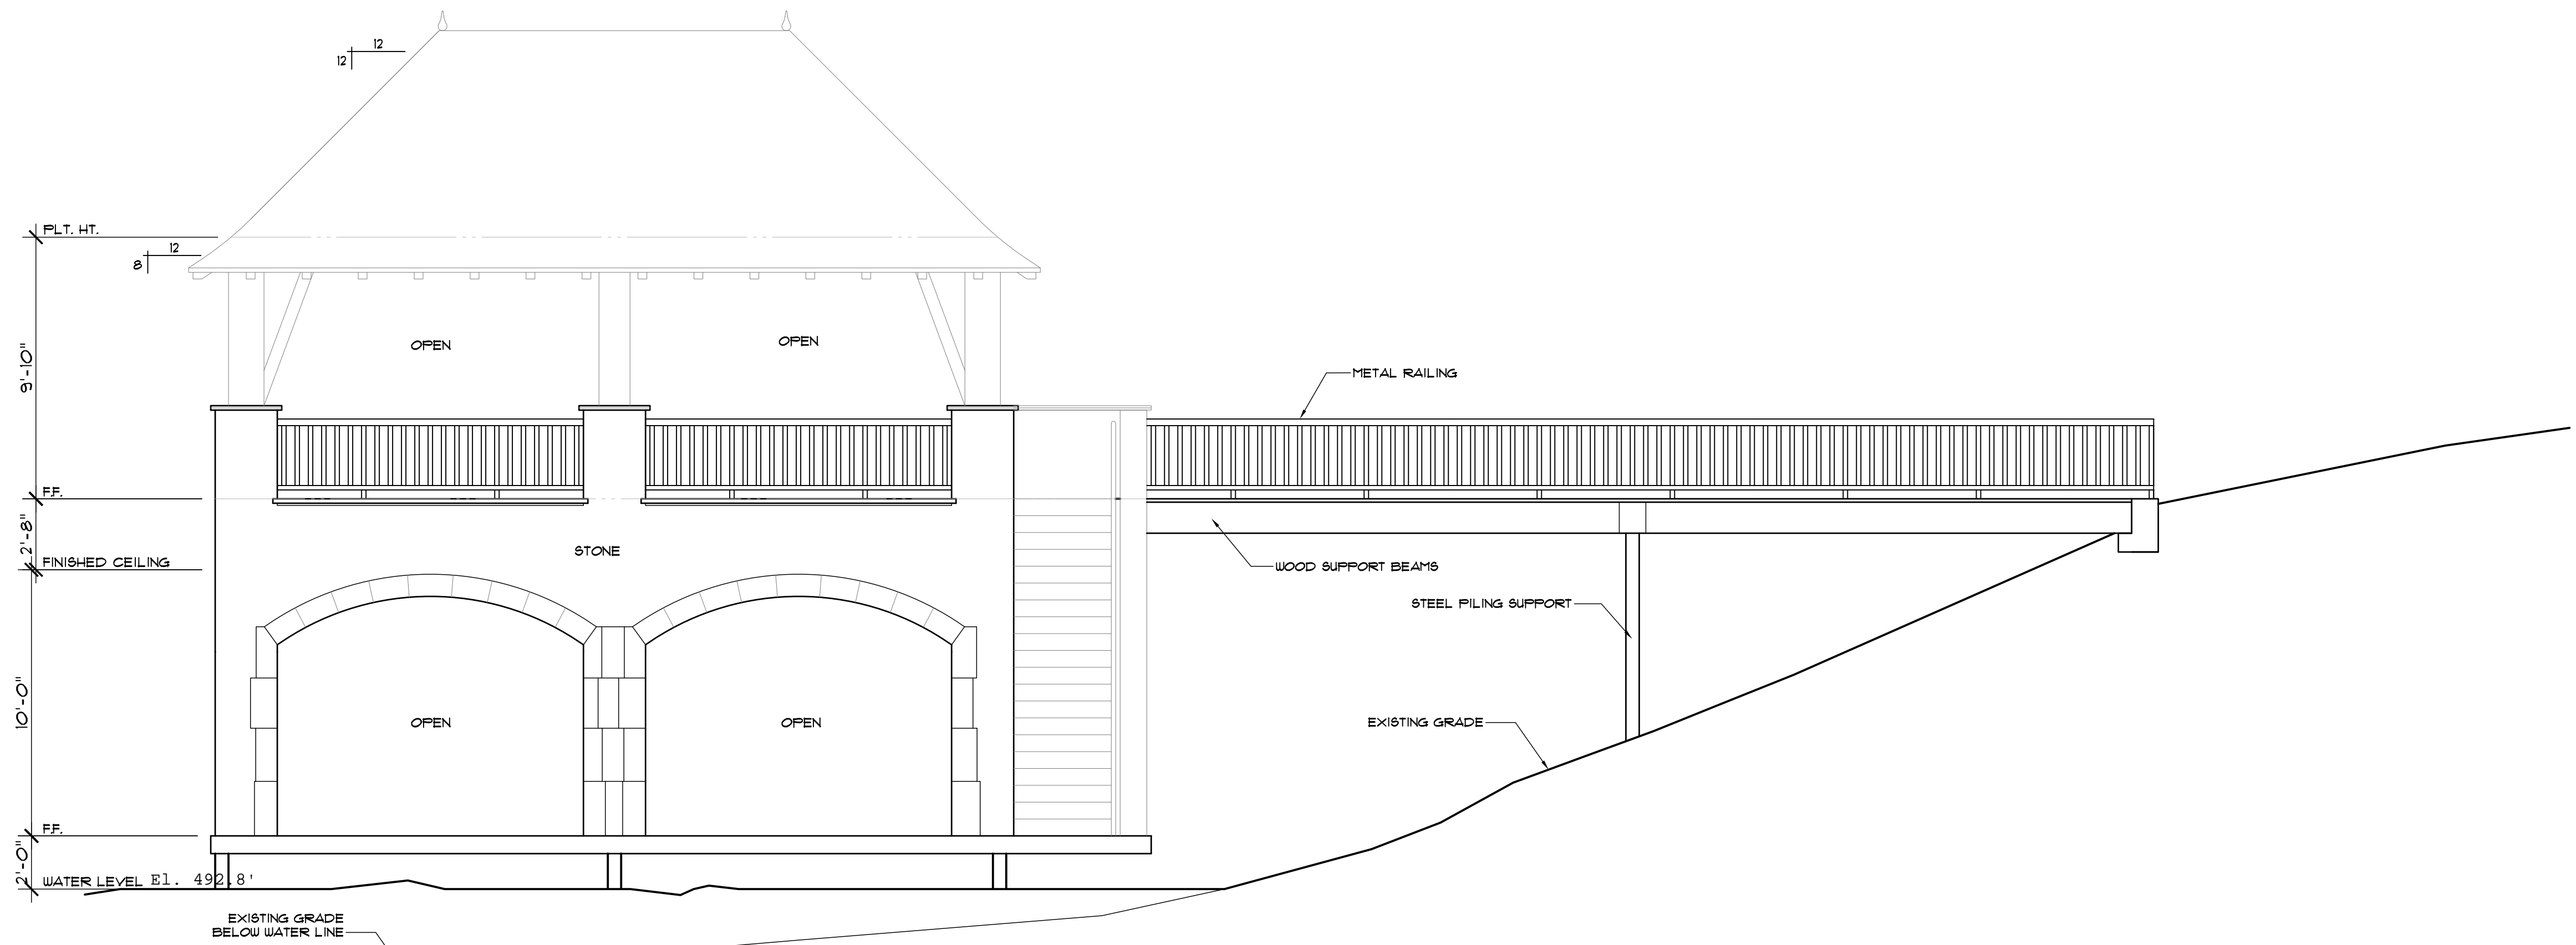 12
12
PLT. HT.
12
8
9'-10"
OPEN
OPEN
METAL RAILING
F.F.
2'-8"
STONE
FINISHED CEILING
WOOD SUPPORT BEAMS
STEEL PILING SUPPORT
10'-0"
OPEN
OPEN
EXISTING GRADE
F.F.
2'-0"
WATER LEVEL El. 492.8'
EXISTING GRADE
BELOW WATER LINE